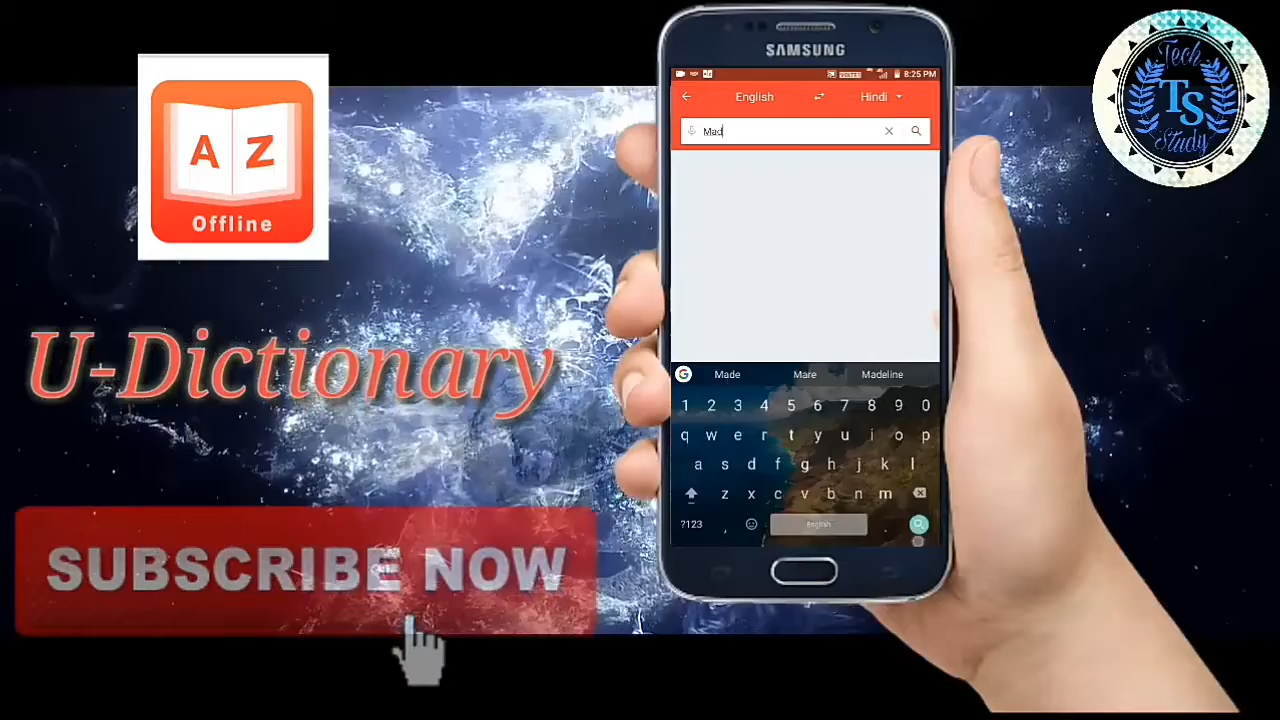 A Z
Offline
U-Dictionary
SUBSCRIBE NOW
SAMSUNG
8:25 PM
English Hindi
Mad
G Made Mare Madeline
1 2 3 4 5 6 7 8 9 0
q w e r t y u i o p
a s d f g h j k l
z x c v b n m
?123 , English
Tech
TS
Study